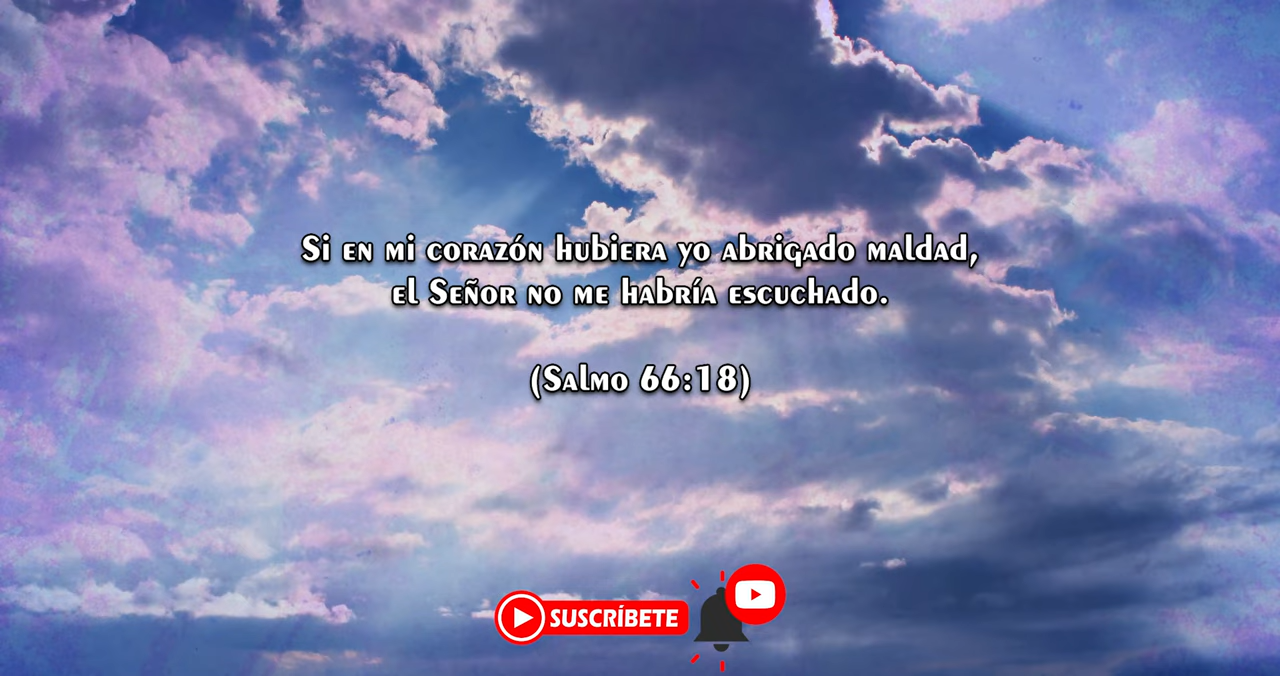 Si en mi corazón hubiera yo abrigado maldad,
el Señor no me habría escuchado.
(Salmo 66:18)
SUSCRÍBETE